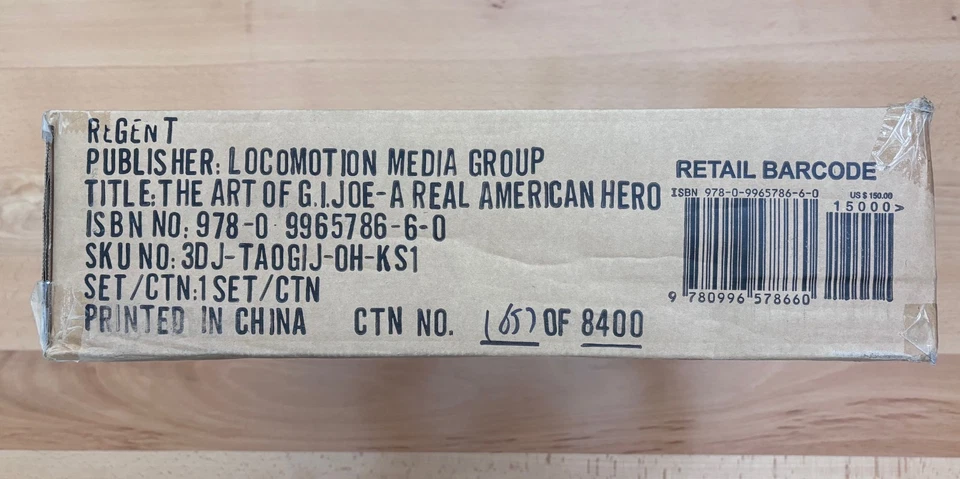 REGENT
PUBLISHER: LOCOMOTION MEDIA GROUP
TITLE: THE ART OF G.I.JOE-A REAL AMERICAN HERO
ISBN NO: 978-0 9965786-6-0
SKU NO: 3DJ-TAOGIJ-OH-KS1
SET/CTN:1 SET/CTN
PRINTED IN CHINA CTN NO. OF 8400
RETAIL BARCODE
ISBN 978-0-9965786-6-0 US $ 150.00
15000>
9 780996 578660